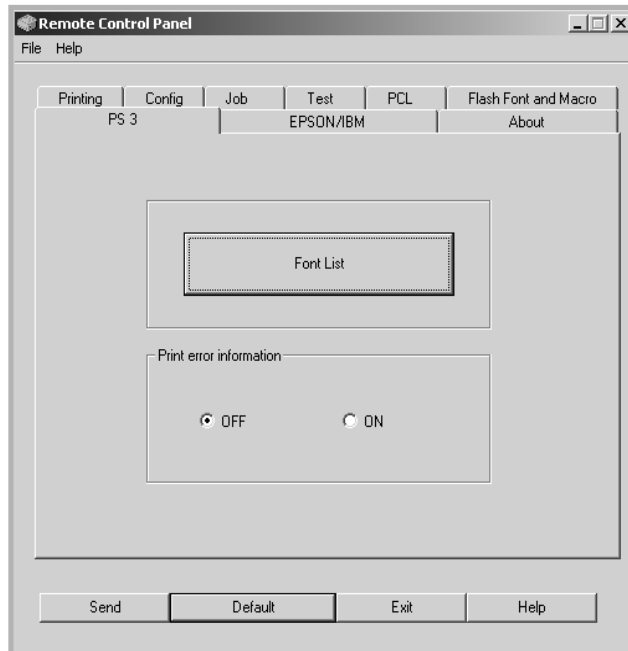 Remote Control Panel
File Help
Printing Config Job Test PCL Flash Font and Macro
PS 3 EPSON/IBM About
Font List
Print error information
OFF ON
Send Default Exit Help